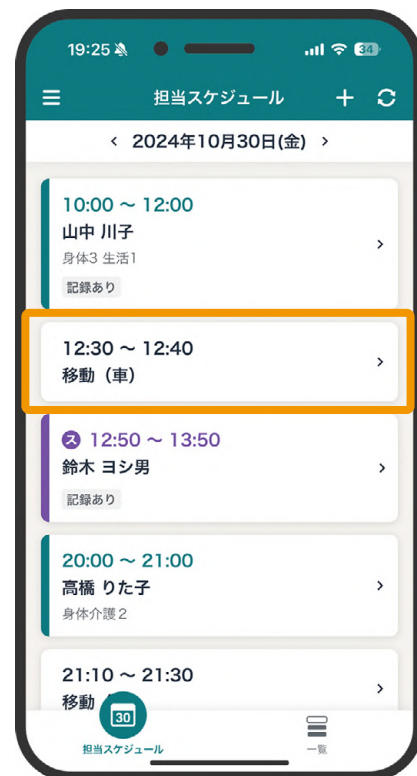 19:25
34
担当スケジュール
2024年10月30日(金)
10:00 〜 12:00
山中 川子
身体3 生活1
記録あり
12:30 〜 12:40
移動（車）
ス 12:50 〜 13:50
鈴木 ヨシ男
記録あり
20:00 〜 21:00
高橋 りた子
身体介護2
21:10 〜 21:30
移動
30
担当スケジュール
一覧